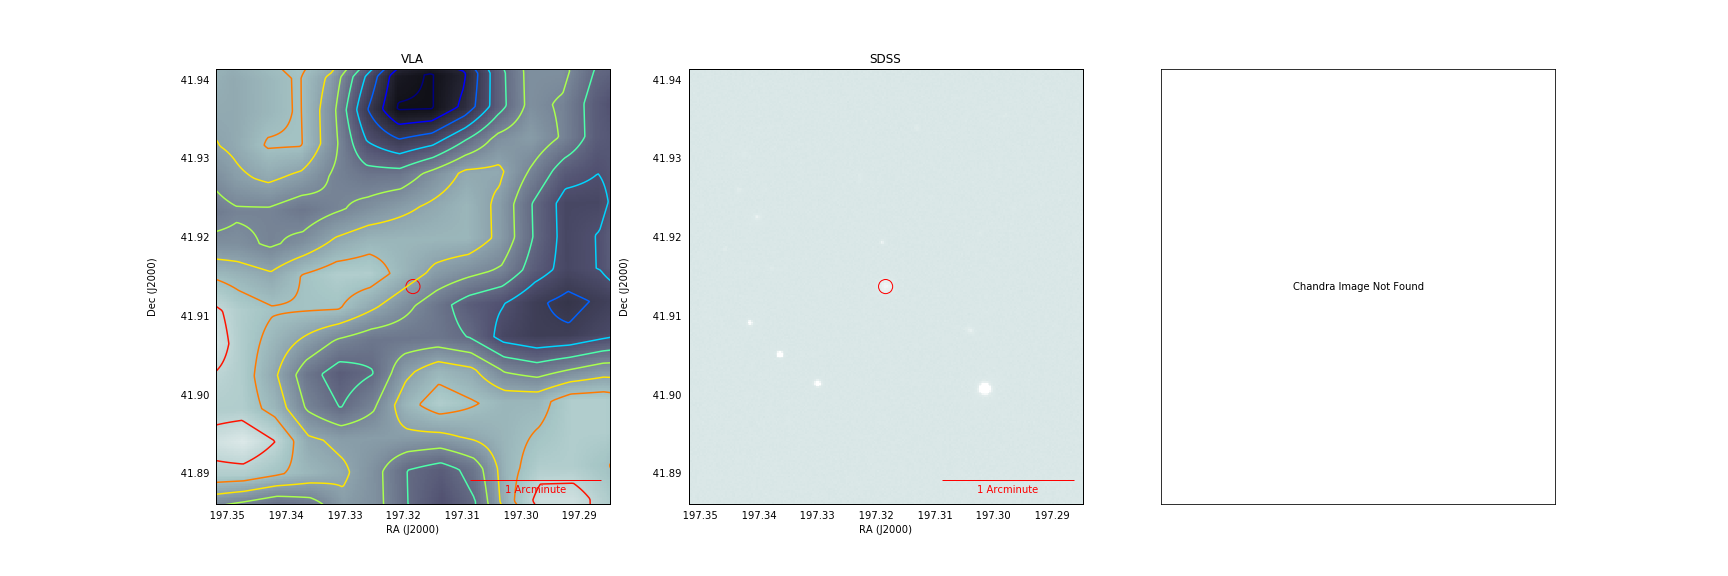 VLA
41.94
41.93
41.92
41.91
41.90
41.89
Dec (J2000)
197.35 197.34 197.33 197.32 197.31 197.30 197.29
RA (J2000)
1 Arcminute
SDSS
41.94
41.93
41.92
41.91
41.90
41.89
Dec (J2000)
197.35 197.34 197.33 197.32 197.31 197.30 197.29
RA (J2000)
1 Arcminute
Chandra Image Not Found